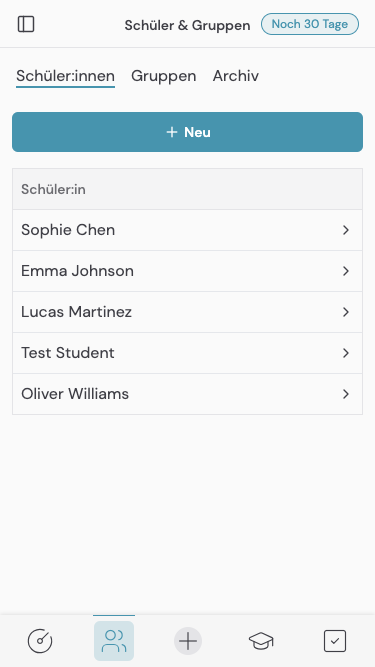 Schüler & Gruppen Noch 30 Tage
Schüler:innen Gruppen Archiv
+ Neu
Schüler:in
Sophie Chen
Emma Johnson
Lucas Martinez
Test Student
Oliver Williams